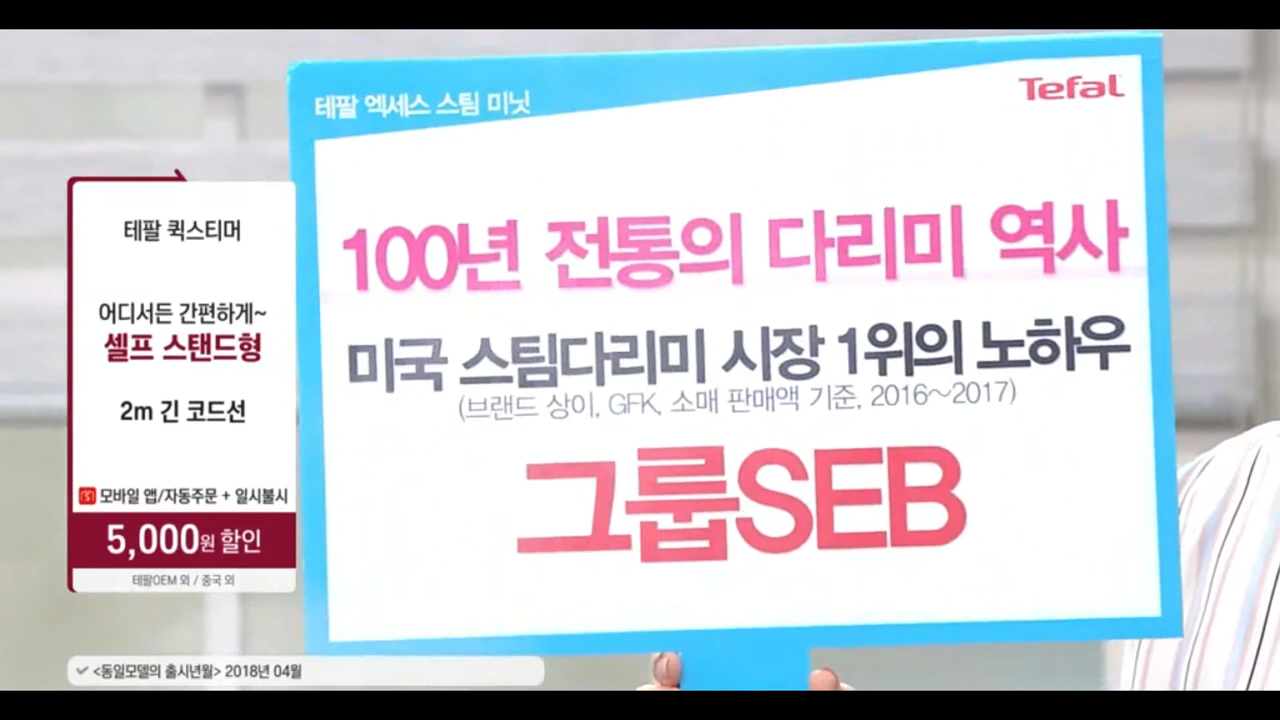 테팔 퀵스티머
어디서든 간편하게~
셀프 스탠드형
2m 긴 코드선
모바일 앱/자동주문 + 일시불시
5,000원 할인
테팔OEM 외 / 중국 외
테팔 엑세스 스팀 미닛
Tefal
100년 전통의 다리미 역사
미국 스팀다리미 시장 1위의 노하우
(브랜드 상이, GFK, 소매 판매액 기준, 2016~2017)
그룹SEB
<동일모델의 출시년월> 2018년 04월